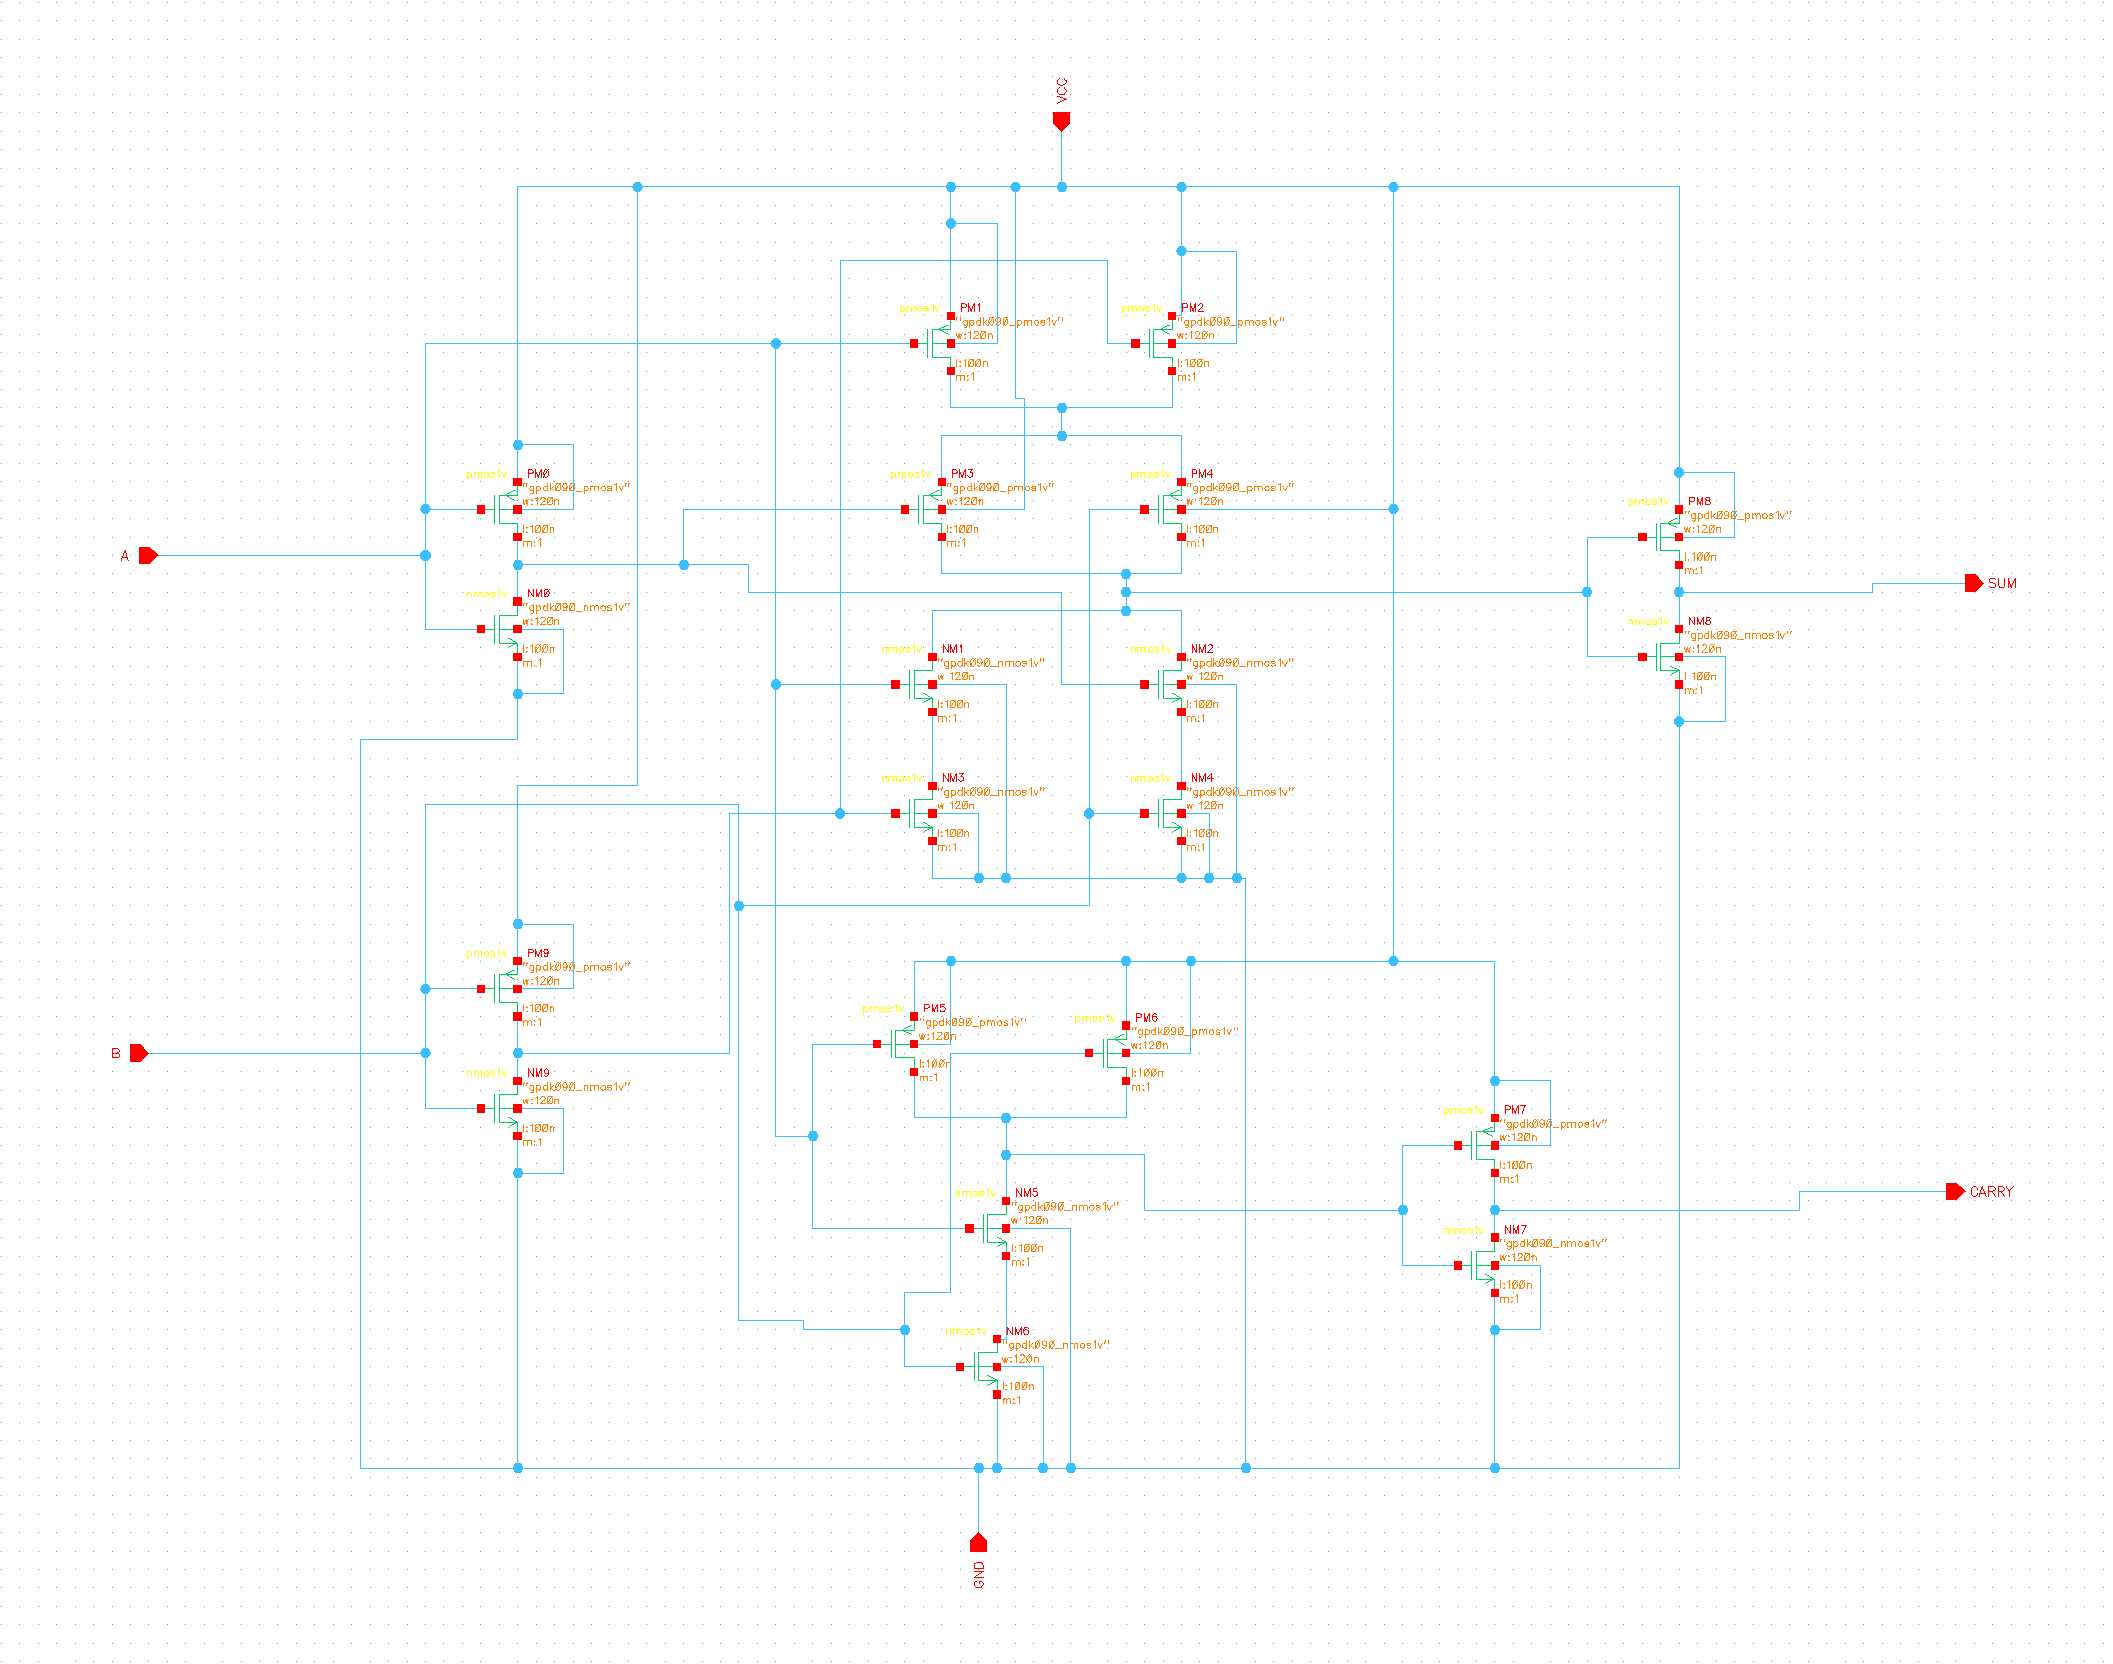 VCC
pmos1v PM1
"gpdk090_pmos1v"
w:120n
l:100n
m:1
pmos1v PM2
"gpdk090_pmos1v"
w:120n
l:100n
m:1
pmos1v PM0
"gpdk090_pmos1v"
w:120n
l:100n
m:1
pmos1v PM3
"gpdk090_pmos1v"
w:120n
l:100n
m:1
pmos1v PM4
"gpdk090_pmos1v"
w:120n
l:100n
m:1
pmos1v PM8
"gpdk090_pmos1v"
w:120n
l:100n
m:1
A
SUM
nmos1v NM0
"gpdk090_nmos1v"
w:120n
l:100n
m:1
nmos1v NM1
"gpdk090_nmos1v"
w:120n
l:100n
m:1
nmos1v NM2
"gpdk090_nmos1v"
w:120n
l:100n
m:1
nmos1v NM8
"gpdk090_nmos1v"
w:120n
l:100n
m:1
nmos1v NM3
"gpdk090_nmos1v"
w:120n
l:100n
m:1
nmos1v NM4
"gpdk090_nmos1v"
w:120n
l:100n
m:1
pmos1v PM9
"gpdk090_pmos1v"
w:120n
l:100n
m:1
pmos1v PM5
"gpdk090_pmos1v"
w:120n
l:100n
m:1
pmos1v PM6
"gpdk090_pmos1v"
w:120n
l:100n
m:1
B
nmos1v NM9
"gpdk090_nmos1v"
w:120n
l:100n
m:1
pmos1v PM7
"gpdk090_pmos1v"
w:120n
l:100n
m:1
nmos1v NM5
"gpdk090_nmos1v"
w:120n
l:100n
m:1
CARRY
nmos1v NM7
"gpdk090_nmos1v"
w:120n
l:100n
m:1
nmos1v NM6
"gpdk090_nmos1v"
w:120n
l:100n
m:1
GND